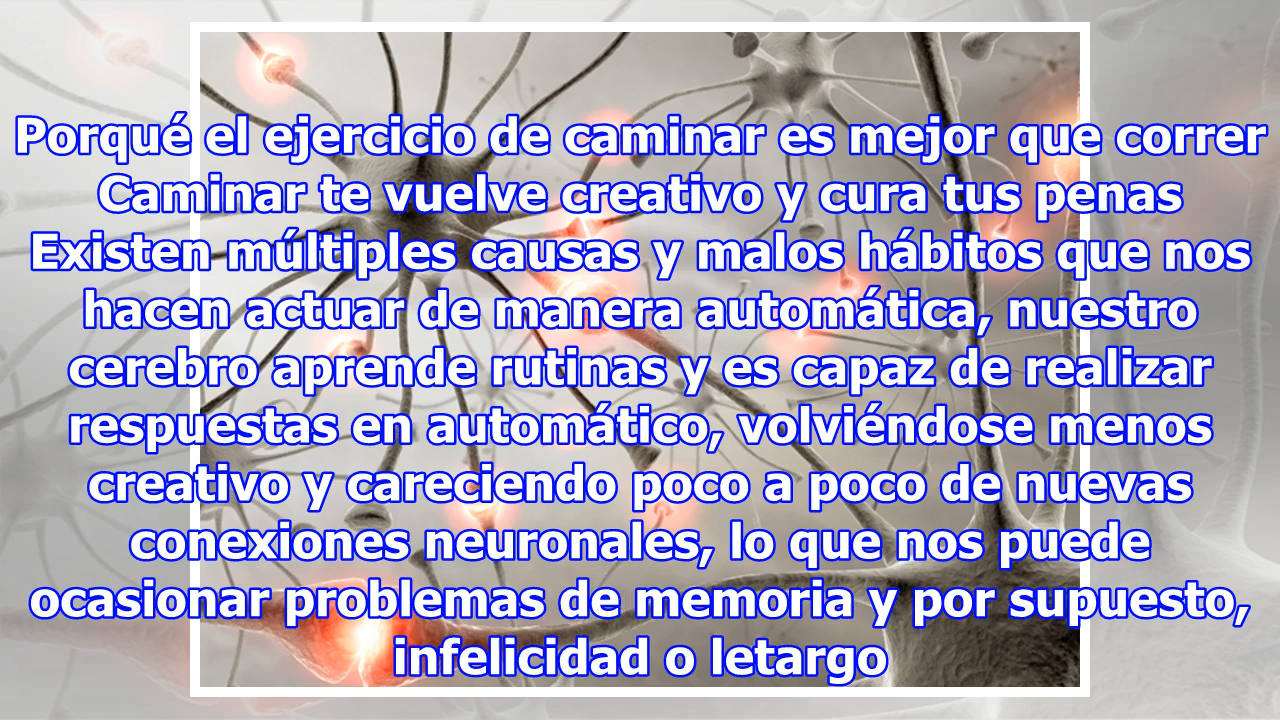 Porqué el ejercicio de caminar es mejor que correr
Caminar te vuelve creativo y cura tus penas
Existen múltiples causas y malos hábitos que nos
hacen actuar de manera automática, nuestro
cerebro aprende rutinas y es capaz de realizar
respuestas en automático, volviéndose menos
creativo y careciendo poco a poco de nuevas
conexiones neuronales, lo que nos puede
ocasionar problemas de memoria y por supuesto,
infelicidad o letargo